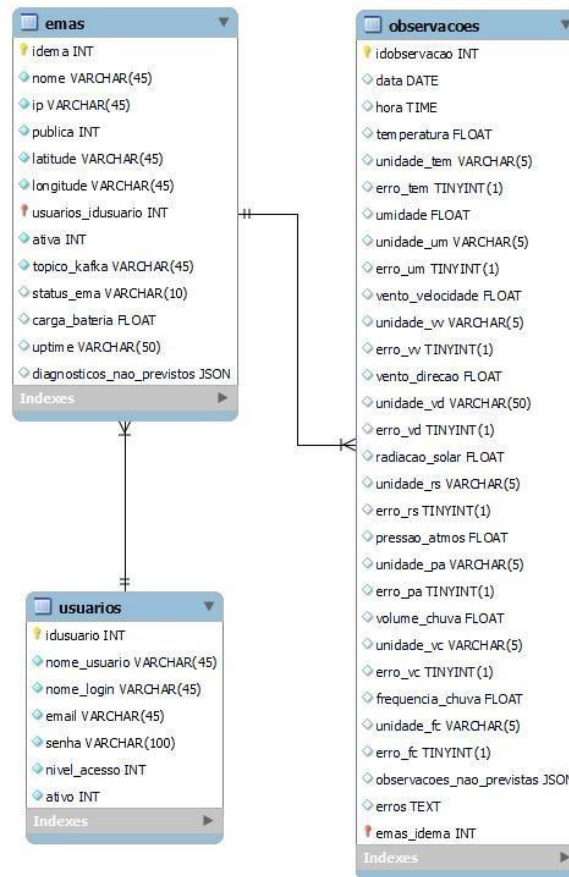 emas
idema INT
nome VARCHAR(45)
ip VARCHAR(45)
publica INT
latitude VARCHAR(45)
longitude VARCHAR(45)
usuarios_idusuario INT
ativa INT
topico_kafka VARCHAR(45)
status_ema VARCHAR(10)
carga_bateria FLOAT
uptime VARCHAR(50)
diagnosticos_nao_previstos JSON
Indexes
usuarios
idusuario INT
nome_usuario VARCHAR(45)
nome_login VARCHAR(45)
email VARCHAR(45)
senha VARCHAR(100)
nivel_acesso INT
ativo INT
Indexes
observacoes
idobservacao INT
data DATE
hora TIME
temperatura FLOAT
unidade_tem VARCHAR(5)
erro_tem TINYINT(1)
umidade FLOAT
unidade_um VARCHAR(5)
erro_um TINYINT(1)
vento_velocidade FLOAT
unidade_vv VARCHAR(5)
erro_vv TINYINT(1)
vento_direcao FLOAT
unidade_vd VARCHAR(50)
erro_vd TINYINT(1)
radiacao_solar FLOAT
unidade_rs VARCHAR(5)
erro_rs TINYINT(1)
pressao_atmos FLOAT
unidade_pa VARCHAR(5)
erro_pa TINYINT(1)
volume_chuva FLOAT
unidade_vc VARCHAR(5)
erro_vc TINYINT(1)
frequencia_chuva FLOAT
unidade_fc VARCHAR(5)
erro_fc TINYINT(1)
observacoes_nao_previstas JSON
erros TEXT
emas_idema INT
Indexes